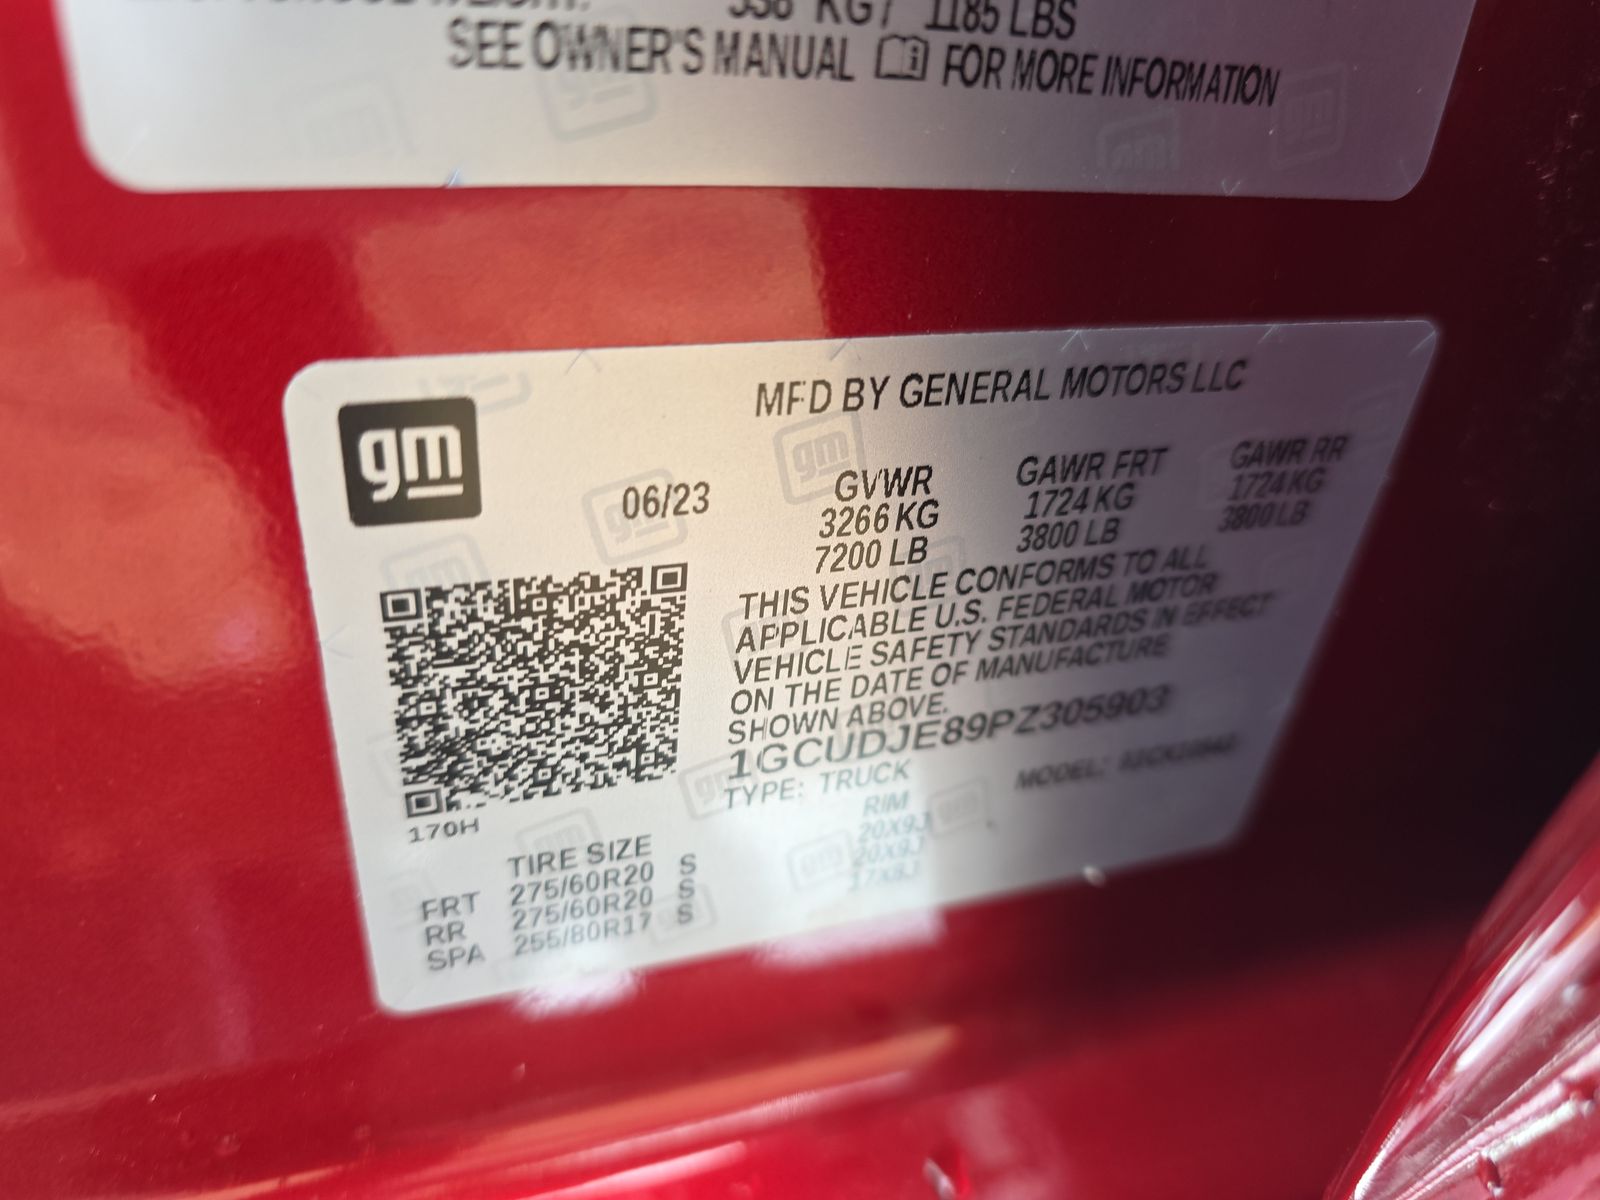 KG / 1185 LBS
SEE OWNER'S MANUAL FOR MORE INFORMATION
gm
MFD BY GENERAL MOTORS LLC
06/23
GVWR GAWR FRT GAWR RR
3266 KG 1724 KG 1724 KG
7200 LB 3800 LB 3800 LB
THIS VEHICLE CONFORMS TO ALL
APPLICABLE U.S. FEDERAL MOTOR
VEHICLE SAFETY STANDARDS IN EFFECT
ON THE DATE OF MANUFACTURE
SHOWN ABOVE.
1GCUDJE89PZ305903
TYPE: TRUCK MODEL:
170H
TIRE SIZE RIM
FRT 275/60R20 S 20X9J
RR 275/60R20 S 20X9J
SPA 255/80R17 S 17X8J